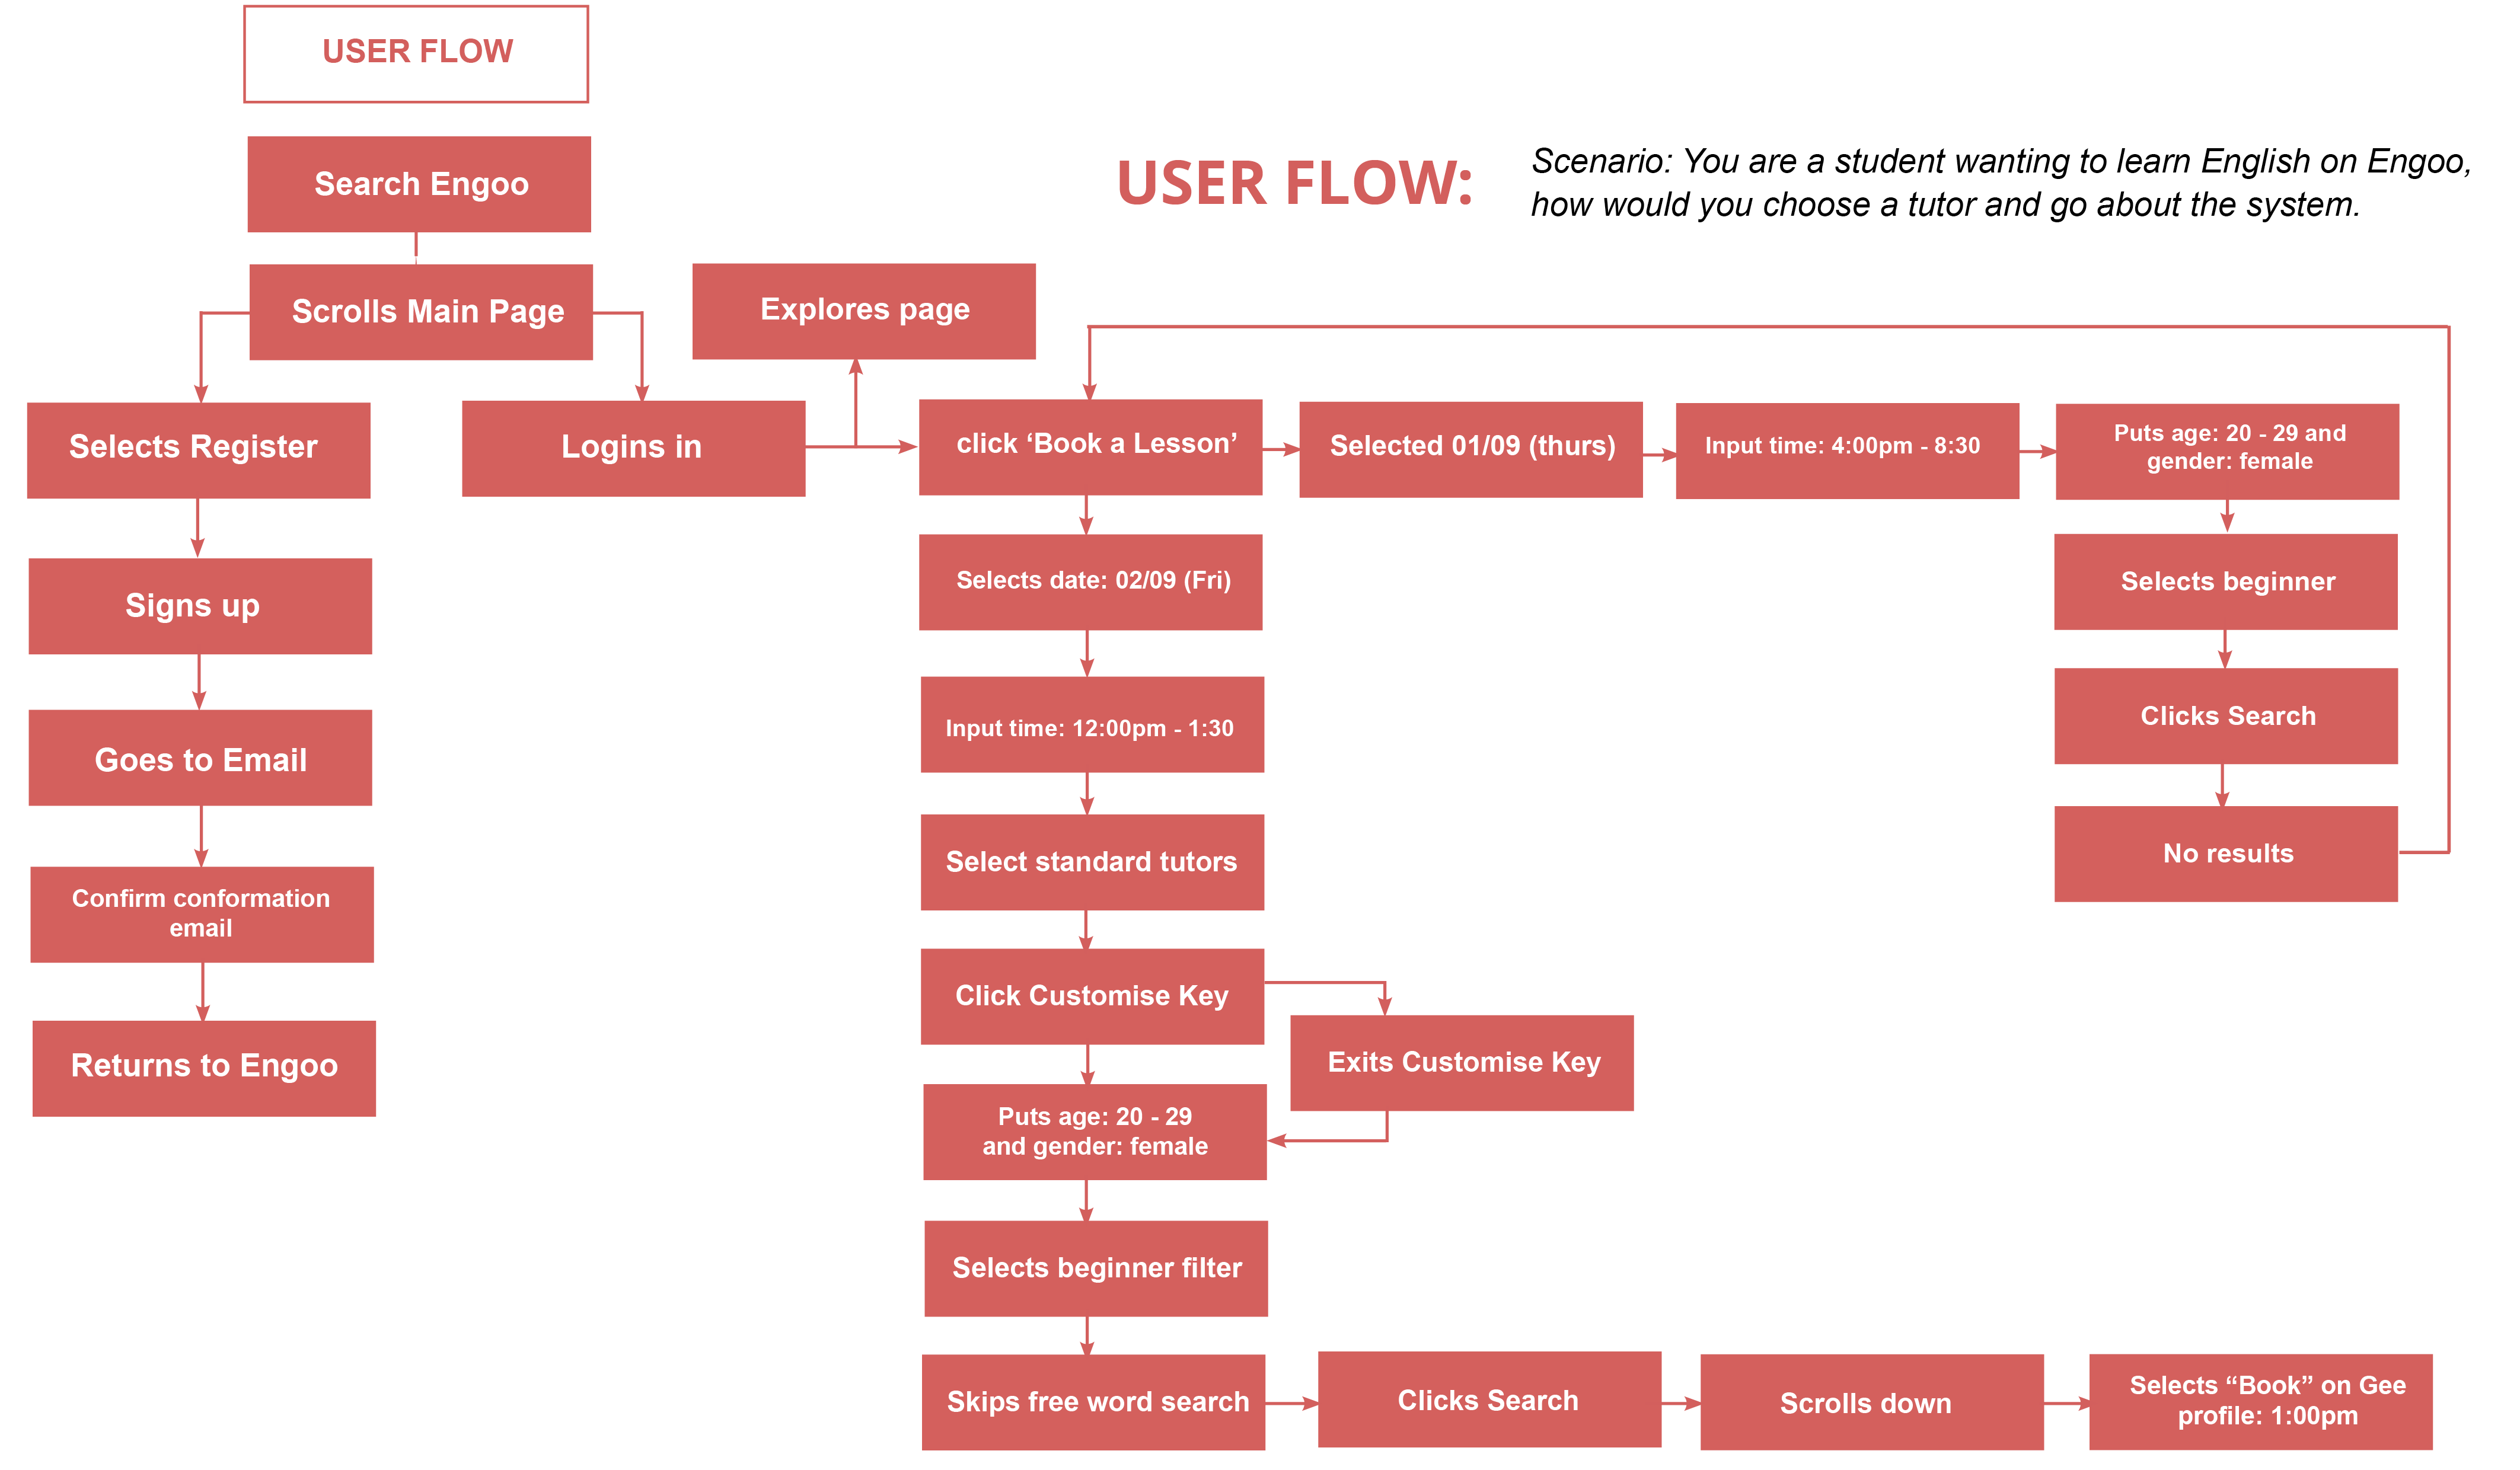 USER FLOW
Search Engoo
USER FLOW:
Scenario: You are a student wanting to learn English on Engoo,
how would you choose a tutor and go about the system.
Scrolls Main Page
Explores page
Selects Register
Logins in
click ‘Book a Lesson’
Selected 01/09 (thurs)
Input time: 4:00pm - 8:30
Puts age: 20 - 29 and
gender: female
Signs up
Selects date: 02/09 (Fri)
Selects beginner
Goes to Email
Input time: 12:00pm - 1:30
Clicks Search
Confirm conformation
email
Select standard tutors
No results
Returns to Engoo
Click Customise Key
Exits Customise Key
Puts age: 20 - 29
and gender: female
Selects beginner filter
Skips free word search
Clicks Search
Scrolls down
Selects “Book” on Gee
profile: 1:00pm